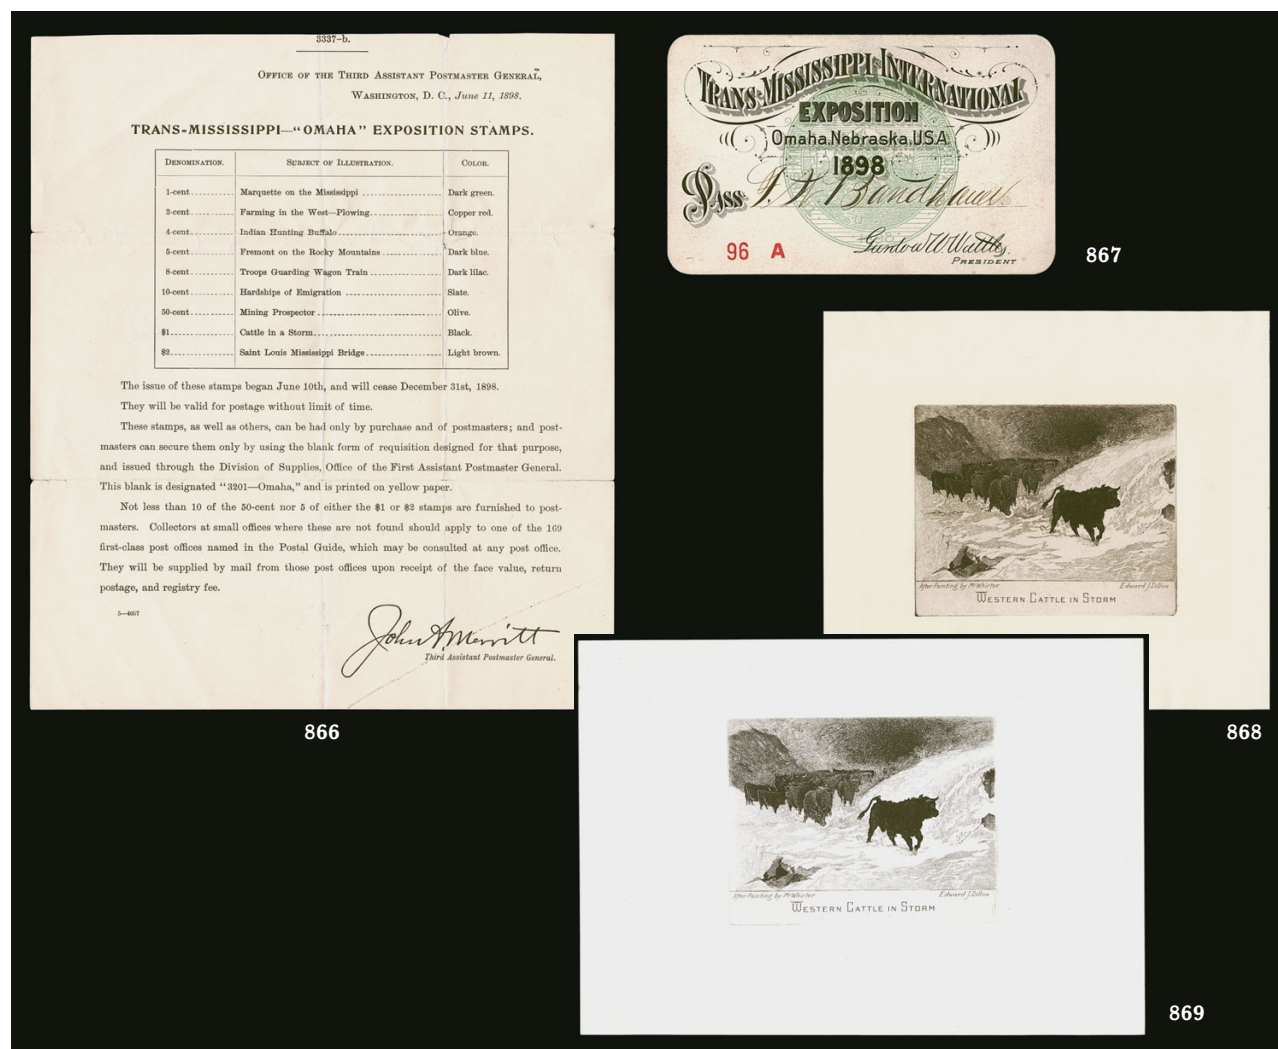 3337-b.
OFFICE OF THE THIRD ASSISTANT POSTMASTER GENERAL,
WASHINGTON, D. C., June 11, 1898.
TRANS-MISSISSIPPI—"OMAHA" EXPOSITION STAMPS.
DENOMINATION. SUBJECT OF ILLUSTRATION. COLOR.
1-cent Marquette on the Mississippi Dark green.
2-cent Farming in the West—Plowing Copper red.
4-cent Indian Hunting Buffalo Orange.
5-cent Fremont on the Rocky Mountains Dark blue.
8-cent Troops Guarding Wagon Train Dark lilac.
10-cent Hardships of Emigration Slate.
50-cent Mining Prospector Olive.
$1 Cattle in a Storm Black.
$2 Saint Louis Mississippi Bridge Light brown.
The issue of these stamps began June 10th, and will cease December 31st, 1898.
They will be valid for postage without limit of time.
These stamps, as well as others, can be had only by purchase and of postmasters; and post-
masters can secure them only by using the blank form of requisition designed for that purpose,
and issued through the Division of Supplies, Office of the First Assistant Postmaster General.
This blank is designated "3201—Omaha," and is printed on yellow paper.
Not less than 10 of the 50-cent nor 5 of either the $1 or $2 stamps are furnished to post-
masters. Collectors at small offices where these are not found should apply to one of the 169
first-class post offices named in the Postal Guide, which may be consulted at any post office.
They will be supplied by mail from those post offices upon receipt of the face value, return
postage, and registry fee.
5—4057
John A. Merritt
Third Assistant Postmaster General.
866
TRANS-MISSISSIPPI INTERNATIONAL
EXPOSITION
Omaha, Nebraska, U.S.A.
1898
PASS F. W. Bandhauer
96 A
Gurdon W. Wattles,
PRESIDENT
867
After Painting by McWhirter Edward J. Dillon
WESTERN CATTLE IN STORM
868
After Painting by McWhirter Edward J. Dillon
WESTERN CATTLE IN STORM
869